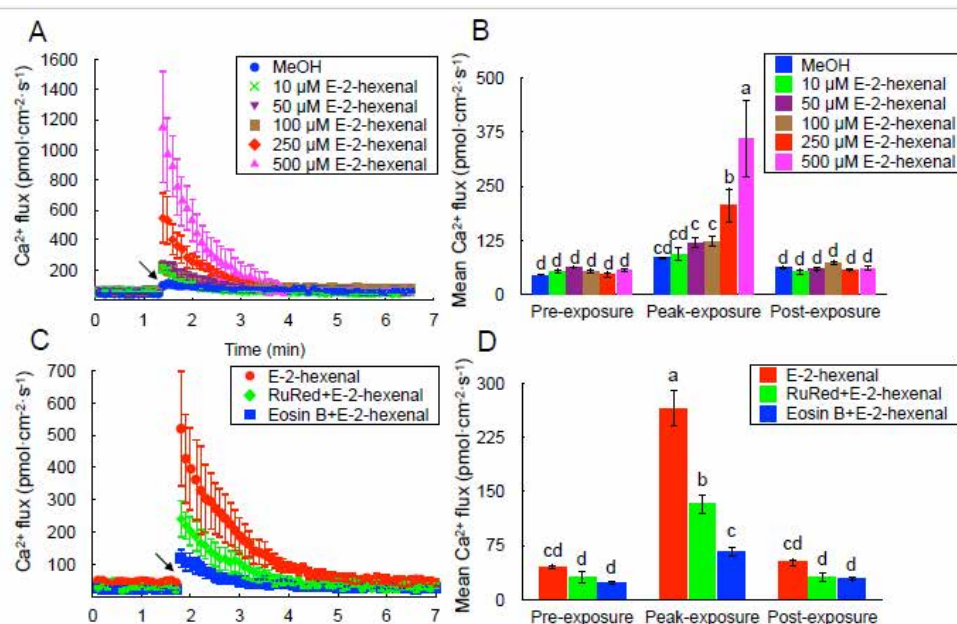 A
Ca²⁺ flux (pmol·cm⁻²·s⁻¹)
1600
1400
1200
1000
800
600
400
200
MeOH
10 µM E-2-hexenal
50 µM E-2-hexenal
100 µM E-2-hexenal
250 µM E-2-hexenal
500 µM E-2-hexenal
0 1 2 3 4 5 6 7
Time (min)
B
Mean Ca²⁺ flux (pmol·cm⁻²·s⁻¹)
500
375
250
125
0
MeOH
10 µM E-2-hexenal
50 µM E-2-hexenal
100 µM E-2-hexenal
250 µM E-2-hexenal
500 µM E-2-hexenal
d d d d d d
cd cd c c b a
d d d d d d
Pre-exposure Peak-exposure Post-exposure
C
Ca²⁺ flux (pmol·cm⁻²·s⁻¹)
700
600
500
400
300
200
100
E-2-hexenal
RuRed+E-2-hexenal
Eosin B+E-2-hexenal
0 1 2 3 4 5 6 7
D
Mean Ca²⁺ flux (pmol·cm⁻²·s⁻¹)
300
225
150
75
0
E-2-hexenal
RuRed+E-2-hexenal
Eosin B+E-2-hexenal
cd d d
a b c
cd d d
Pre-exposure Peak-exposure Post-exposure